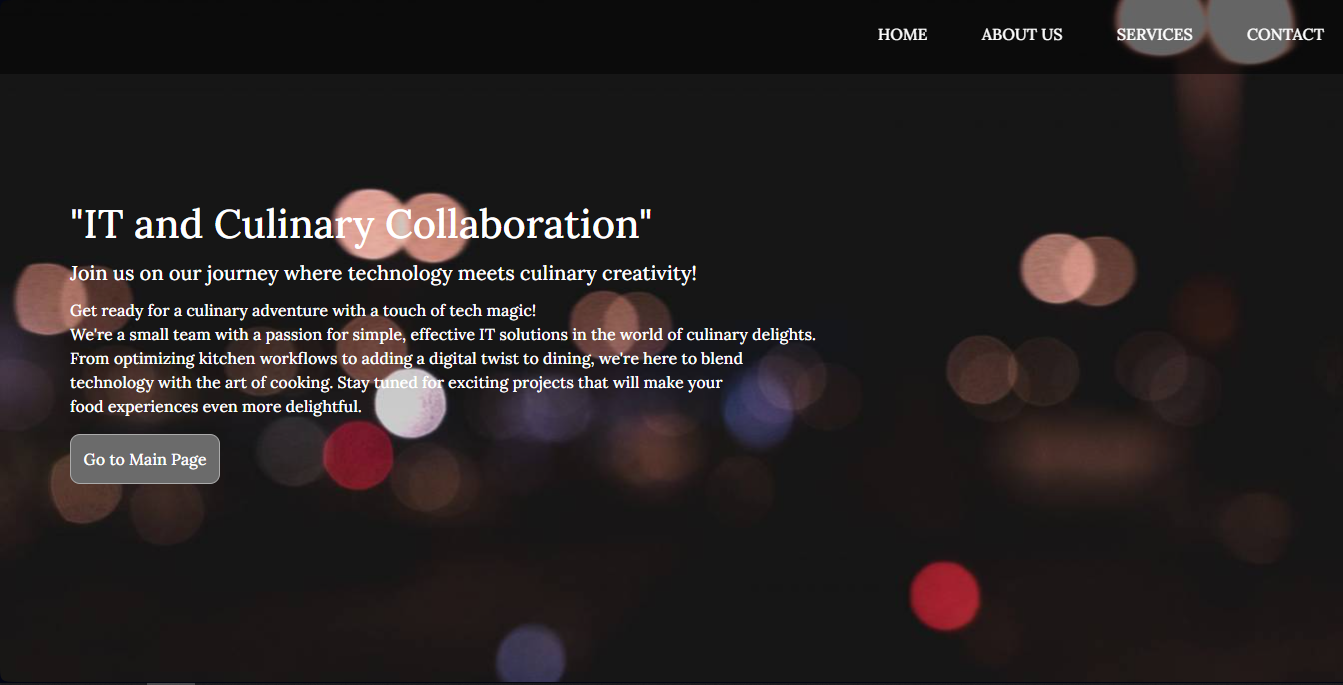 HOME ABOUT US SERVICES CONTACT
"IT and Culinary Collaboration"
Join us on our journey where technology meets culinary creativity!
Get ready for a culinary adventure with a touch of tech magic!
We're a small team with a passion for simple, effective IT solutions in the world of culinary delights.
From optimizing kitchen workflows to adding a digital twist to dining, we're here to blend
technology with the art of cooking. Stay tuned for exciting projects that will make your
food experiences even more delightful.
Go to Main Page